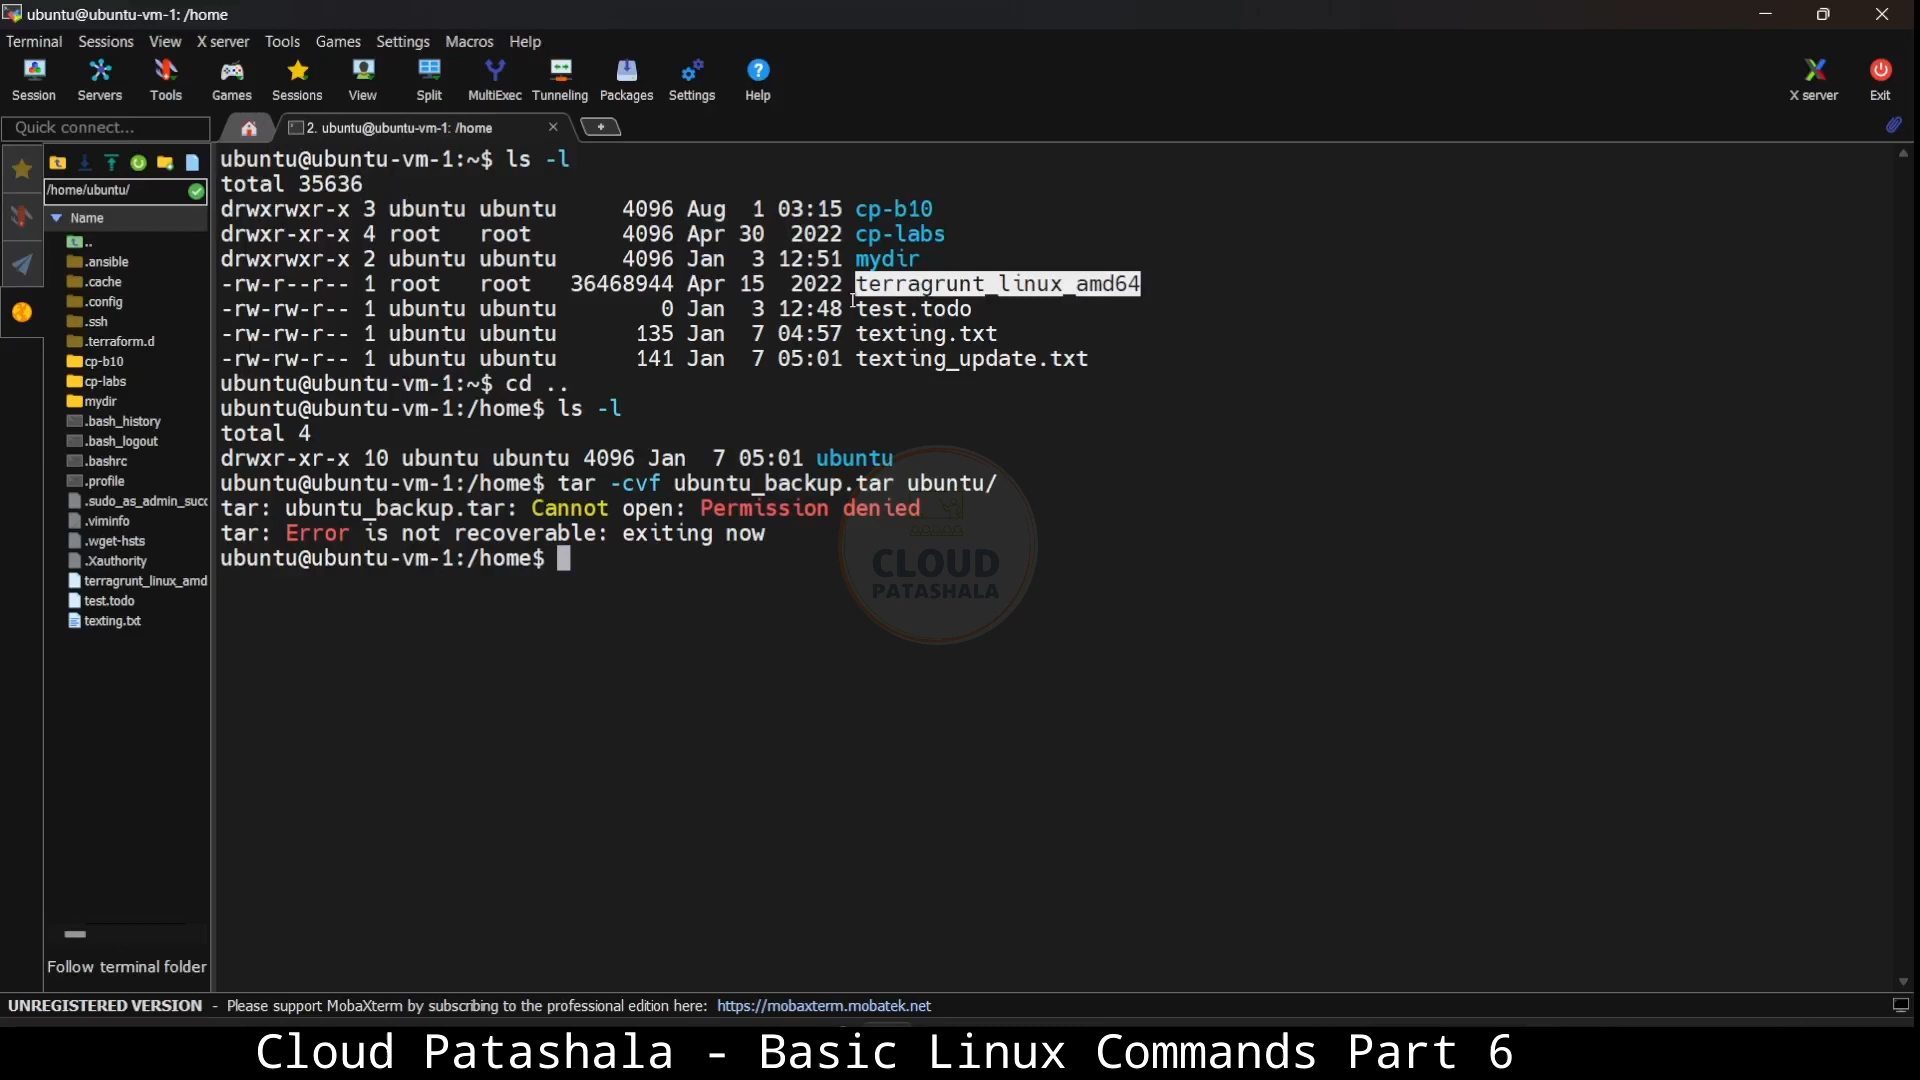 ubuntu@ubuntu-vm-1: /home
Terminal Sessions View X server Tools Games Settings Macros Help
Session Servers Tools Games Sessions View Split MultiExec Tunneling Packages Settings Help X server Exit
Quick connect...
2. ubuntu@ubuntu-vm-1: /home
/home/ubuntu/
Name
..
.ansible
.cache
.config
.ssh
.terraform.d
cp-b10
cp-labs
mydir
.bash_history
.bash_logout
.bashrc
.profile
.sudo_as_admin_succ
.viminfo
.wget-hsts
.Xauthority
terragrunt_linux_amd
test.todo
texting.txt
Follow terminal folder
ubuntu@ubuntu-vm-1:~$ ls -l
total 35636
drwxrwxr-x 3 ubuntu ubuntu     4096 Aug  1 03:15 cp-b10
drwxr-xr-x 4 root   root       4096 Apr 30  2022 cp-labs
drwxrwxr-x 2 ubuntu ubuntu     4096 Jan  3 12:51 mydir
-rw-r--r-- 1 root   root   36468944 Apr 15  2022 terragrunt_linux_amd64
-rw-rw-r-- 1 ubuntu ubuntu        0 Jan  3 12:48 test.todo
-rw-rw-r-- 1 ubuntu ubuntu      135 Jan  7 04:57 texting.txt
-rw-rw-r-- 1 ubuntu ubuntu      141 Jan  7 05:01 texting_update.txt
ubuntu@ubuntu-vm-1:~$ cd ..
ubuntu@ubuntu-vm-1:/home$ ls -l
total 4
drwxr-xr-x 10 ubuntu ubuntu 4096 Jan  7 05:01 ubuntu
ubuntu@ubuntu-vm-1:/home$ tar -cvf ubuntu_backup.tar ubuntu/
tar: ubuntu_backup.tar: Cannot open: Permission denied
tar: Error is not recoverable: exiting now
ubuntu@ubuntu-vm-1:/home$
CLOUD
PATASHALA
UNREGISTERED VERSION - Please support MobaXterm by subscribing to the professional edition here: https://mobaxterm.mobatek.net
Cloud Patashala - Basic Linux Commands Part 6